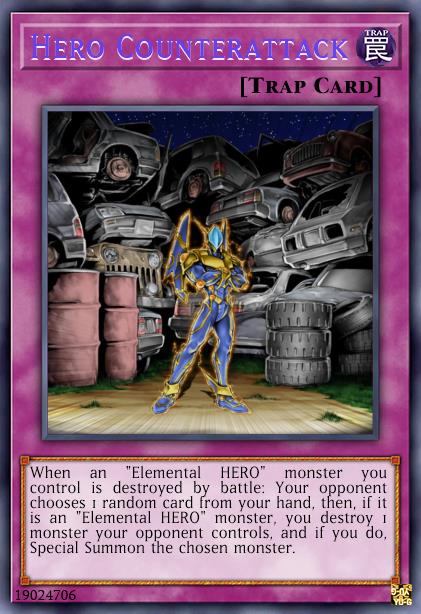 Hero Counterattack
TRAP
罠
[Trap Card]
When an "Elemental HERO" monster you
control is destroyed by battle: Your opponent
chooses 1 random card from your hand, then, if it
is an "Elemental HERO" monster, you destroy 1
monster your opponent controls, and if you do,
Special Summon the chosen monster.
19024706